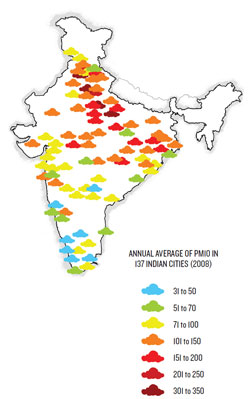 ANNUAL AVERAGE OF PM10 IN
137 INDIAN CITIES (2008)
31 to 50
51 to 70
71 to 100
101 to 150
151 to 200
201 to 250
301 to 350